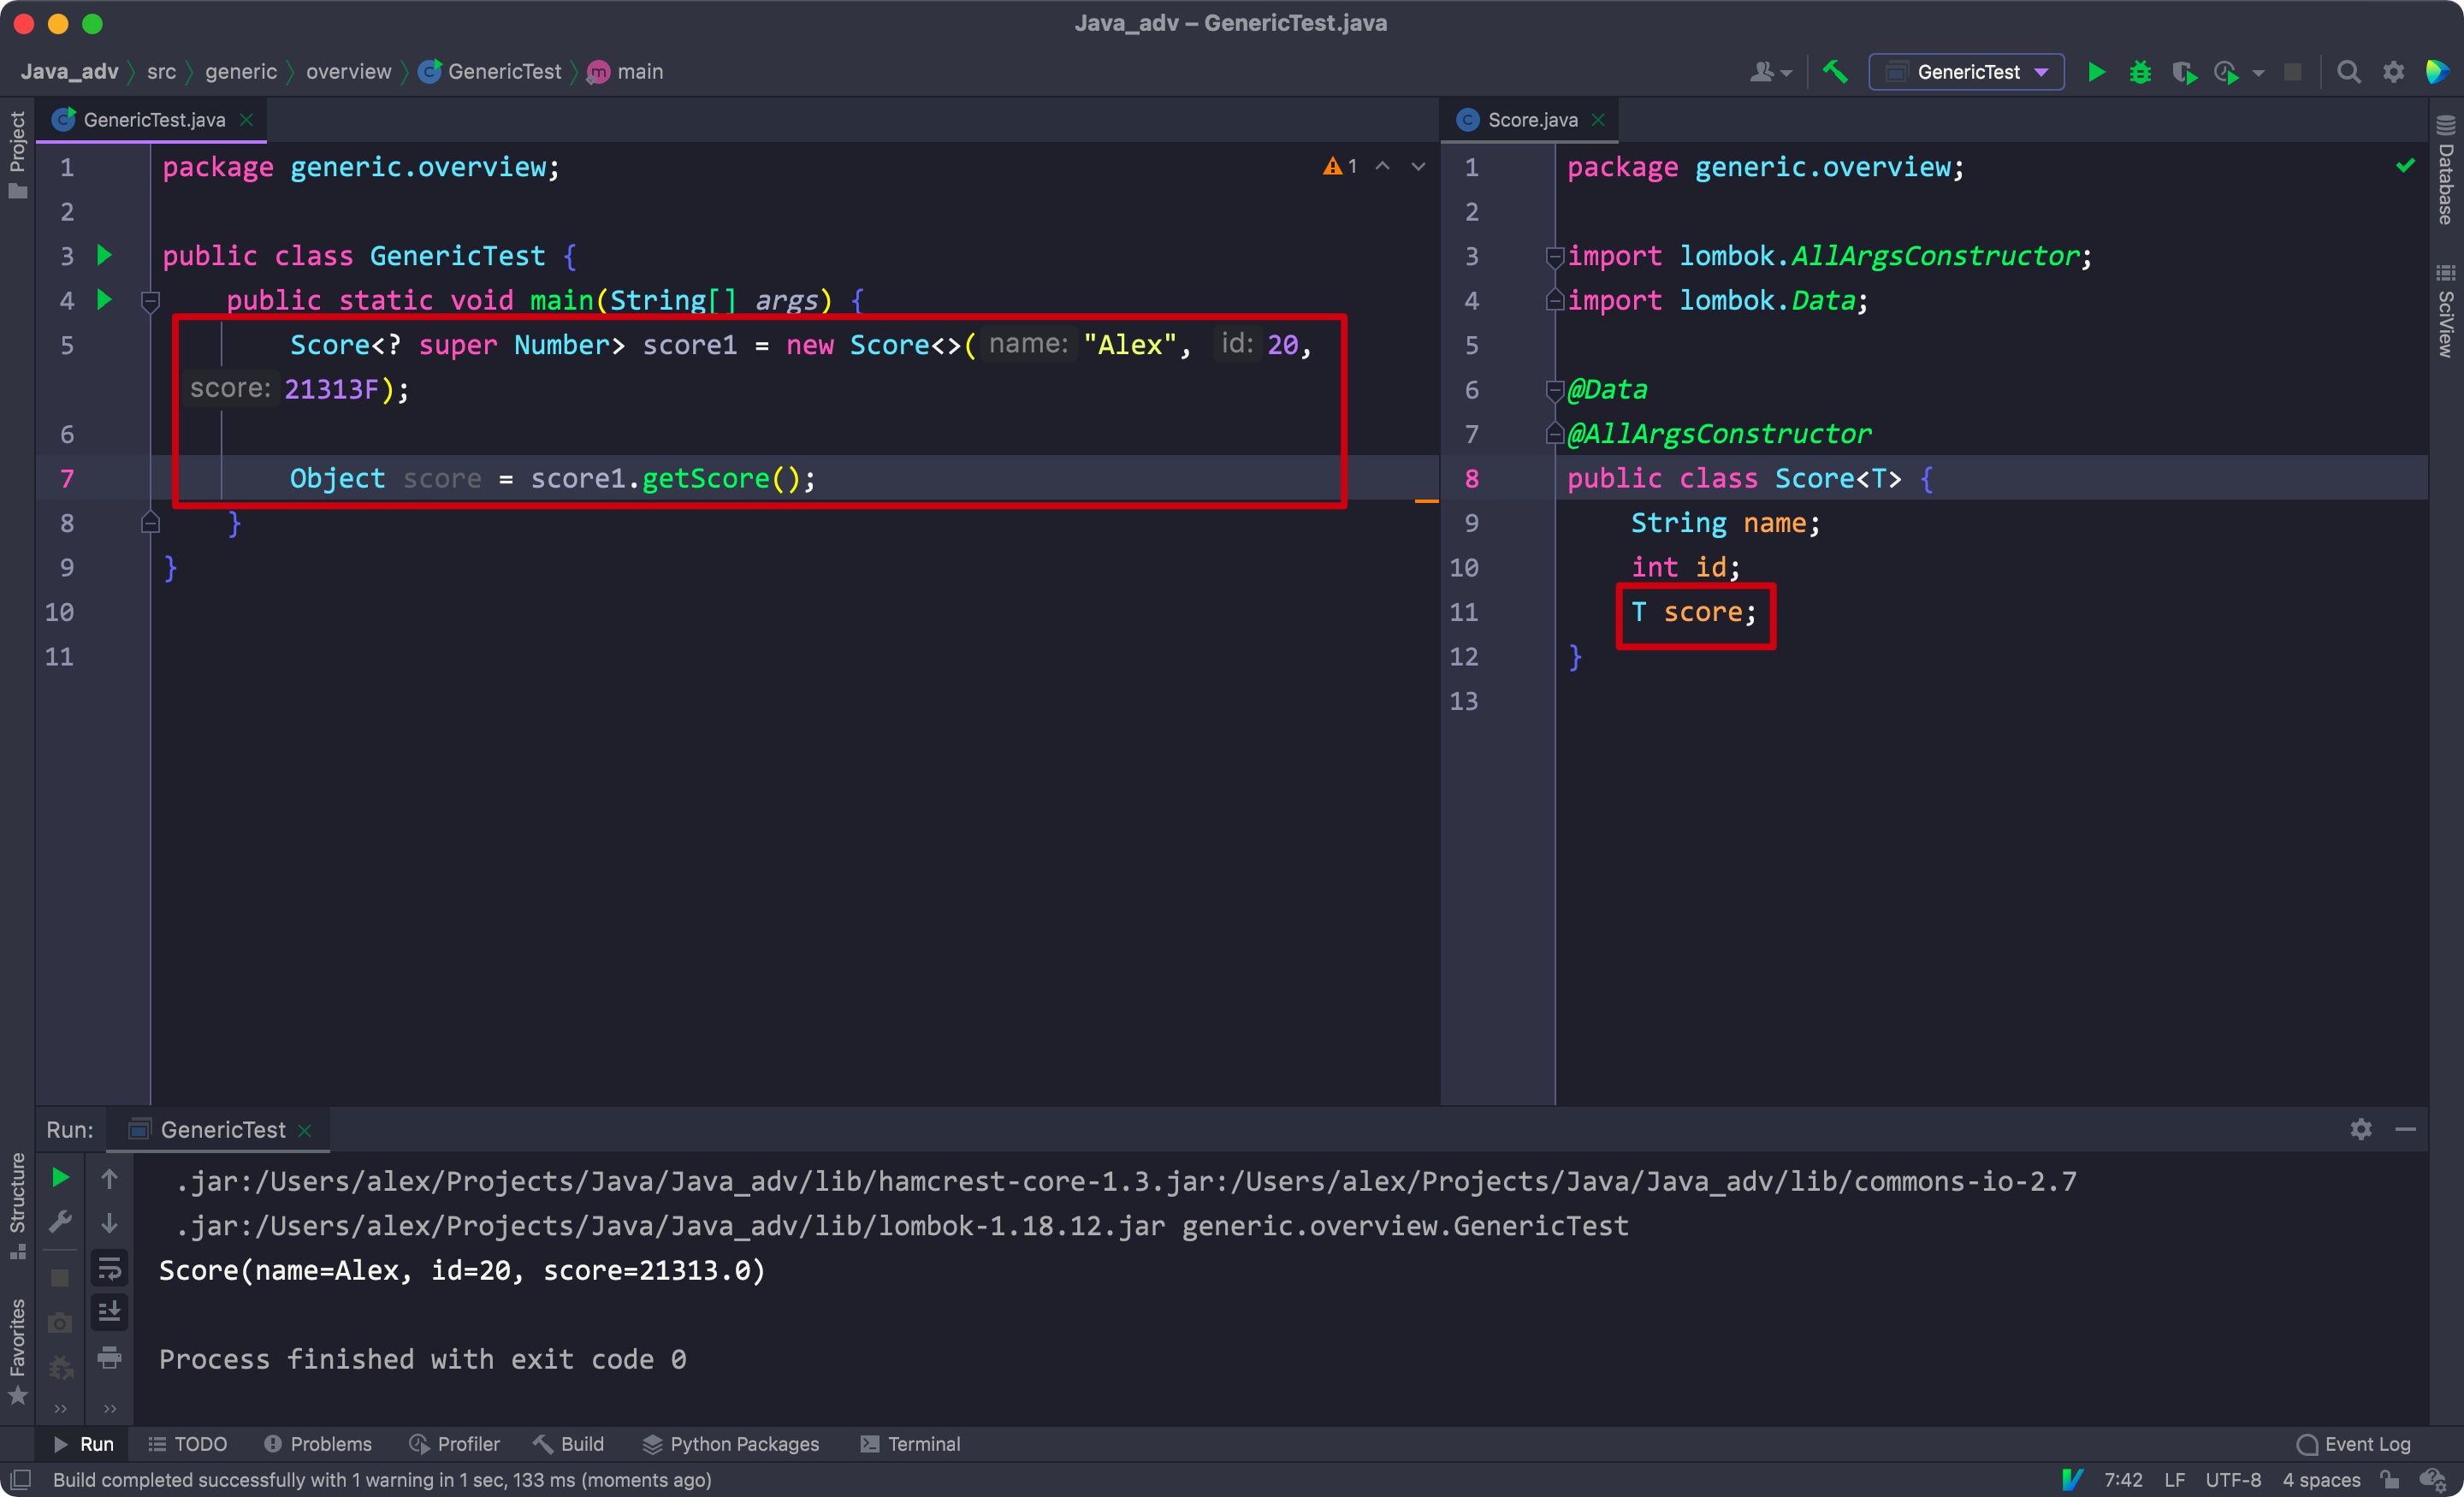 Java_adv – GenericTest.java
Java_adv src generic overview GenericTest main
GenericTest
Project
GenericTest.java
1 package generic.overview;
1
2
3 public class GenericTest {
4 public static void main(String[] args) {
5 Score<? super Number> score1 = new Score<>( name: "Alex", id: 20,
score: 21313F);
6
7 Object score = score1.getScore();
8 }
9 }
10
11
Score.java
1 package generic.overview;
2
3 import lombok.AllArgsConstructor;
4 import lombok.Data;
5
6 @Data
7 @AllArgsConstructor
8 public class Score<T> {
9 String name;
10 int id;
11 T score;
12 }
13
Database
SciView
Structure
Favorites
Run: GenericTest
.jar:/Users/alex/Projects/Java/Java_adv/lib/hamcrest-core-1.3.jar:/Users/alex/Projects/Java/Java_adv/lib/commons-io-2.7
.jar:/Users/alex/Projects/Java/Java_adv/lib/lombok-1.18.12.jar generic.overview.GenericTest
Score(name=Alex, id=20, score=21313.0)
Process finished with exit code 0
Run TODO Problems Profiler Build Python Packages Terminal Event Log
Build completed successfully with 1 warning in 1 sec, 133 ms (moments ago) 7:42 LF UTF-8 4 spaces